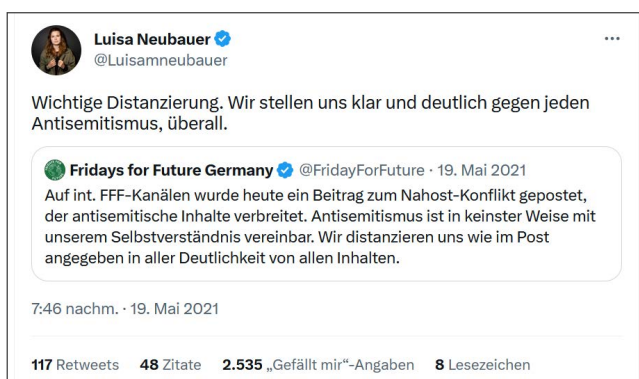 Luisa Neubauer
@Luisamneubauer
Wichtige Distanzierung. Wir stellen uns klar und deutlich gegen jeden
Antisemitismus, überall.
Fridays for Future Germany @FridayForFuture · 19. Mai 2021
Auf int. FFF-Kanälen wurde heute ein Beitrag zum Nahost-Konflikt gepostet,
der antisemitische Inhalte verbreitet. Antisemitismus ist in keinster Weise mit
unserem Selbstverständnis vereinbar. Wir distanzieren uns wie im Post
angegeben in aller Deutlichkeit von allen Inhalten.
7:46 nachm. · 19. Mai 2021
117 Retweets 48 Zitate 2.535 „Gefällt mir“-Angaben 8 Lesezeichen